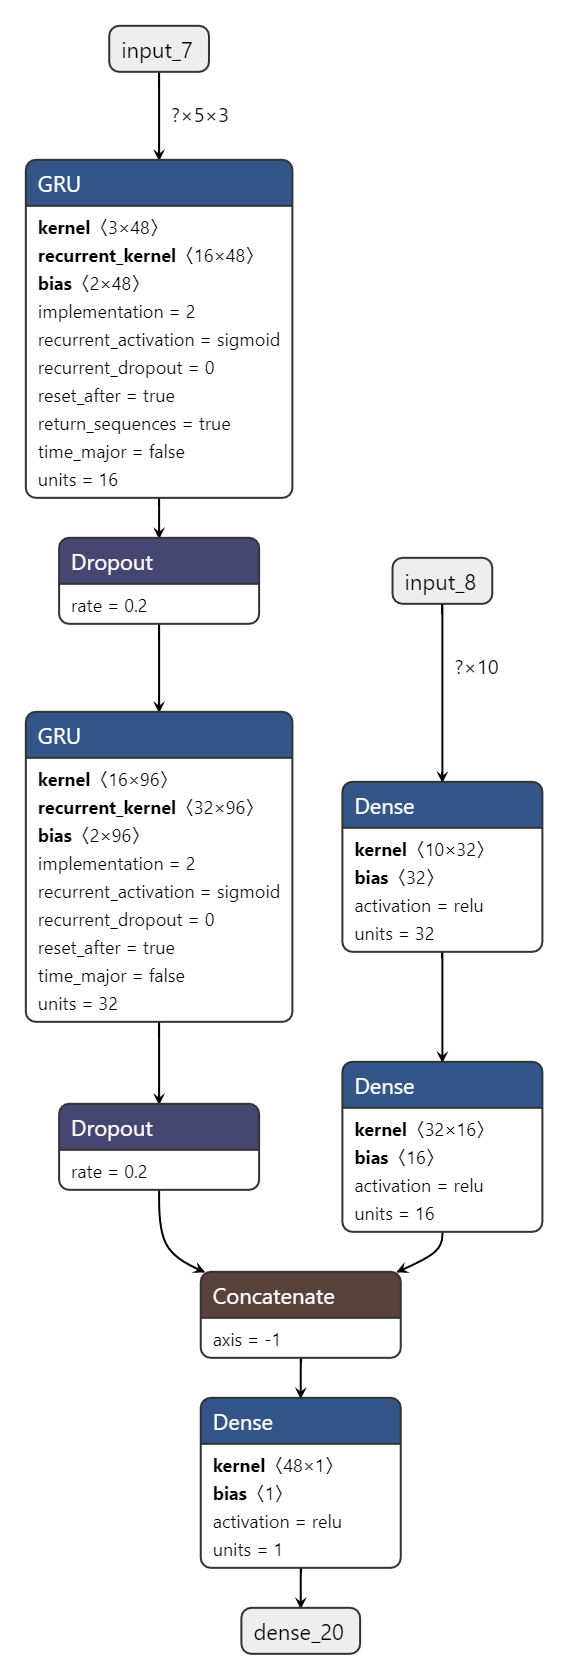 input_7
?×5×3
GRU
kernel 〈3×48〉
recurrent_kernel 〈16×48〉
bias 〈2×48〉
implementation = 2
recurrent_activation = sigmoid
recurrent_dropout = 0
reset_after = true
return_sequences = true
time_major = false
units = 16
Dropout
rate = 0.2
GRU
kernel 〈16×96〉
recurrent_kernel 〈32×96〉
bias 〈2×96〉
implementation = 2
recurrent_activation = sigmoid
recurrent_dropout = 0
reset_after = true
time_major = false
units = 32
Dropout
rate = 0.2
input_8
?×10
Dense
kernel 〈10×32〉
bias 〈32〉
activation = relu
units = 32
Dense
kernel 〈32×16〉
bias 〈16〉
activation = relu
units = 16
Concatenate
axis = -1
Dense
kernel 〈48×1〉
bias 〈1〉
activation = relu
units = 1
dense_20